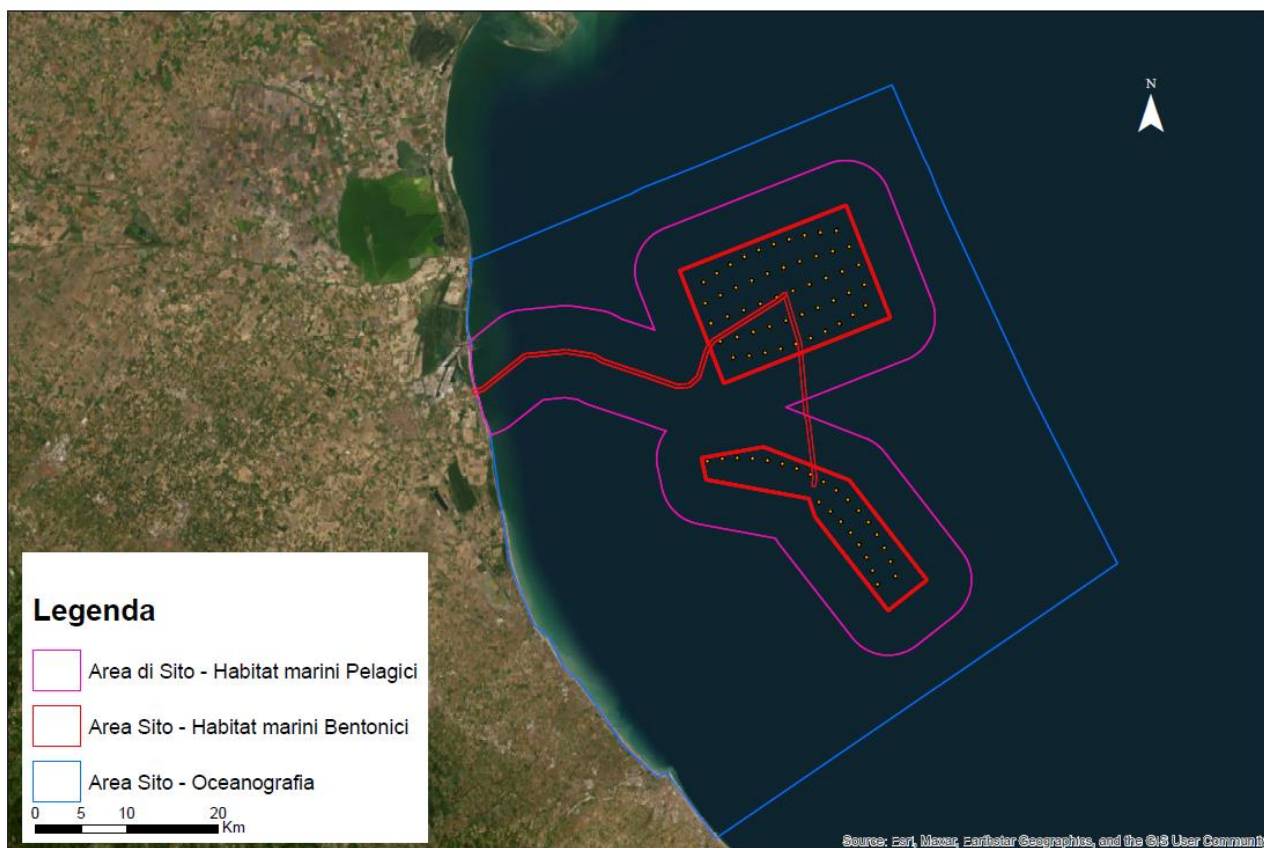 N
Legenda
Area di Sito - Habitat marini Pelagici
Area Sito - Habitat marini Bentonici
Area Sito - Oceanografia
0 5 10 20
Km
Source: Esri, Maxar, Earthstar Geographics, and the GIS User Community